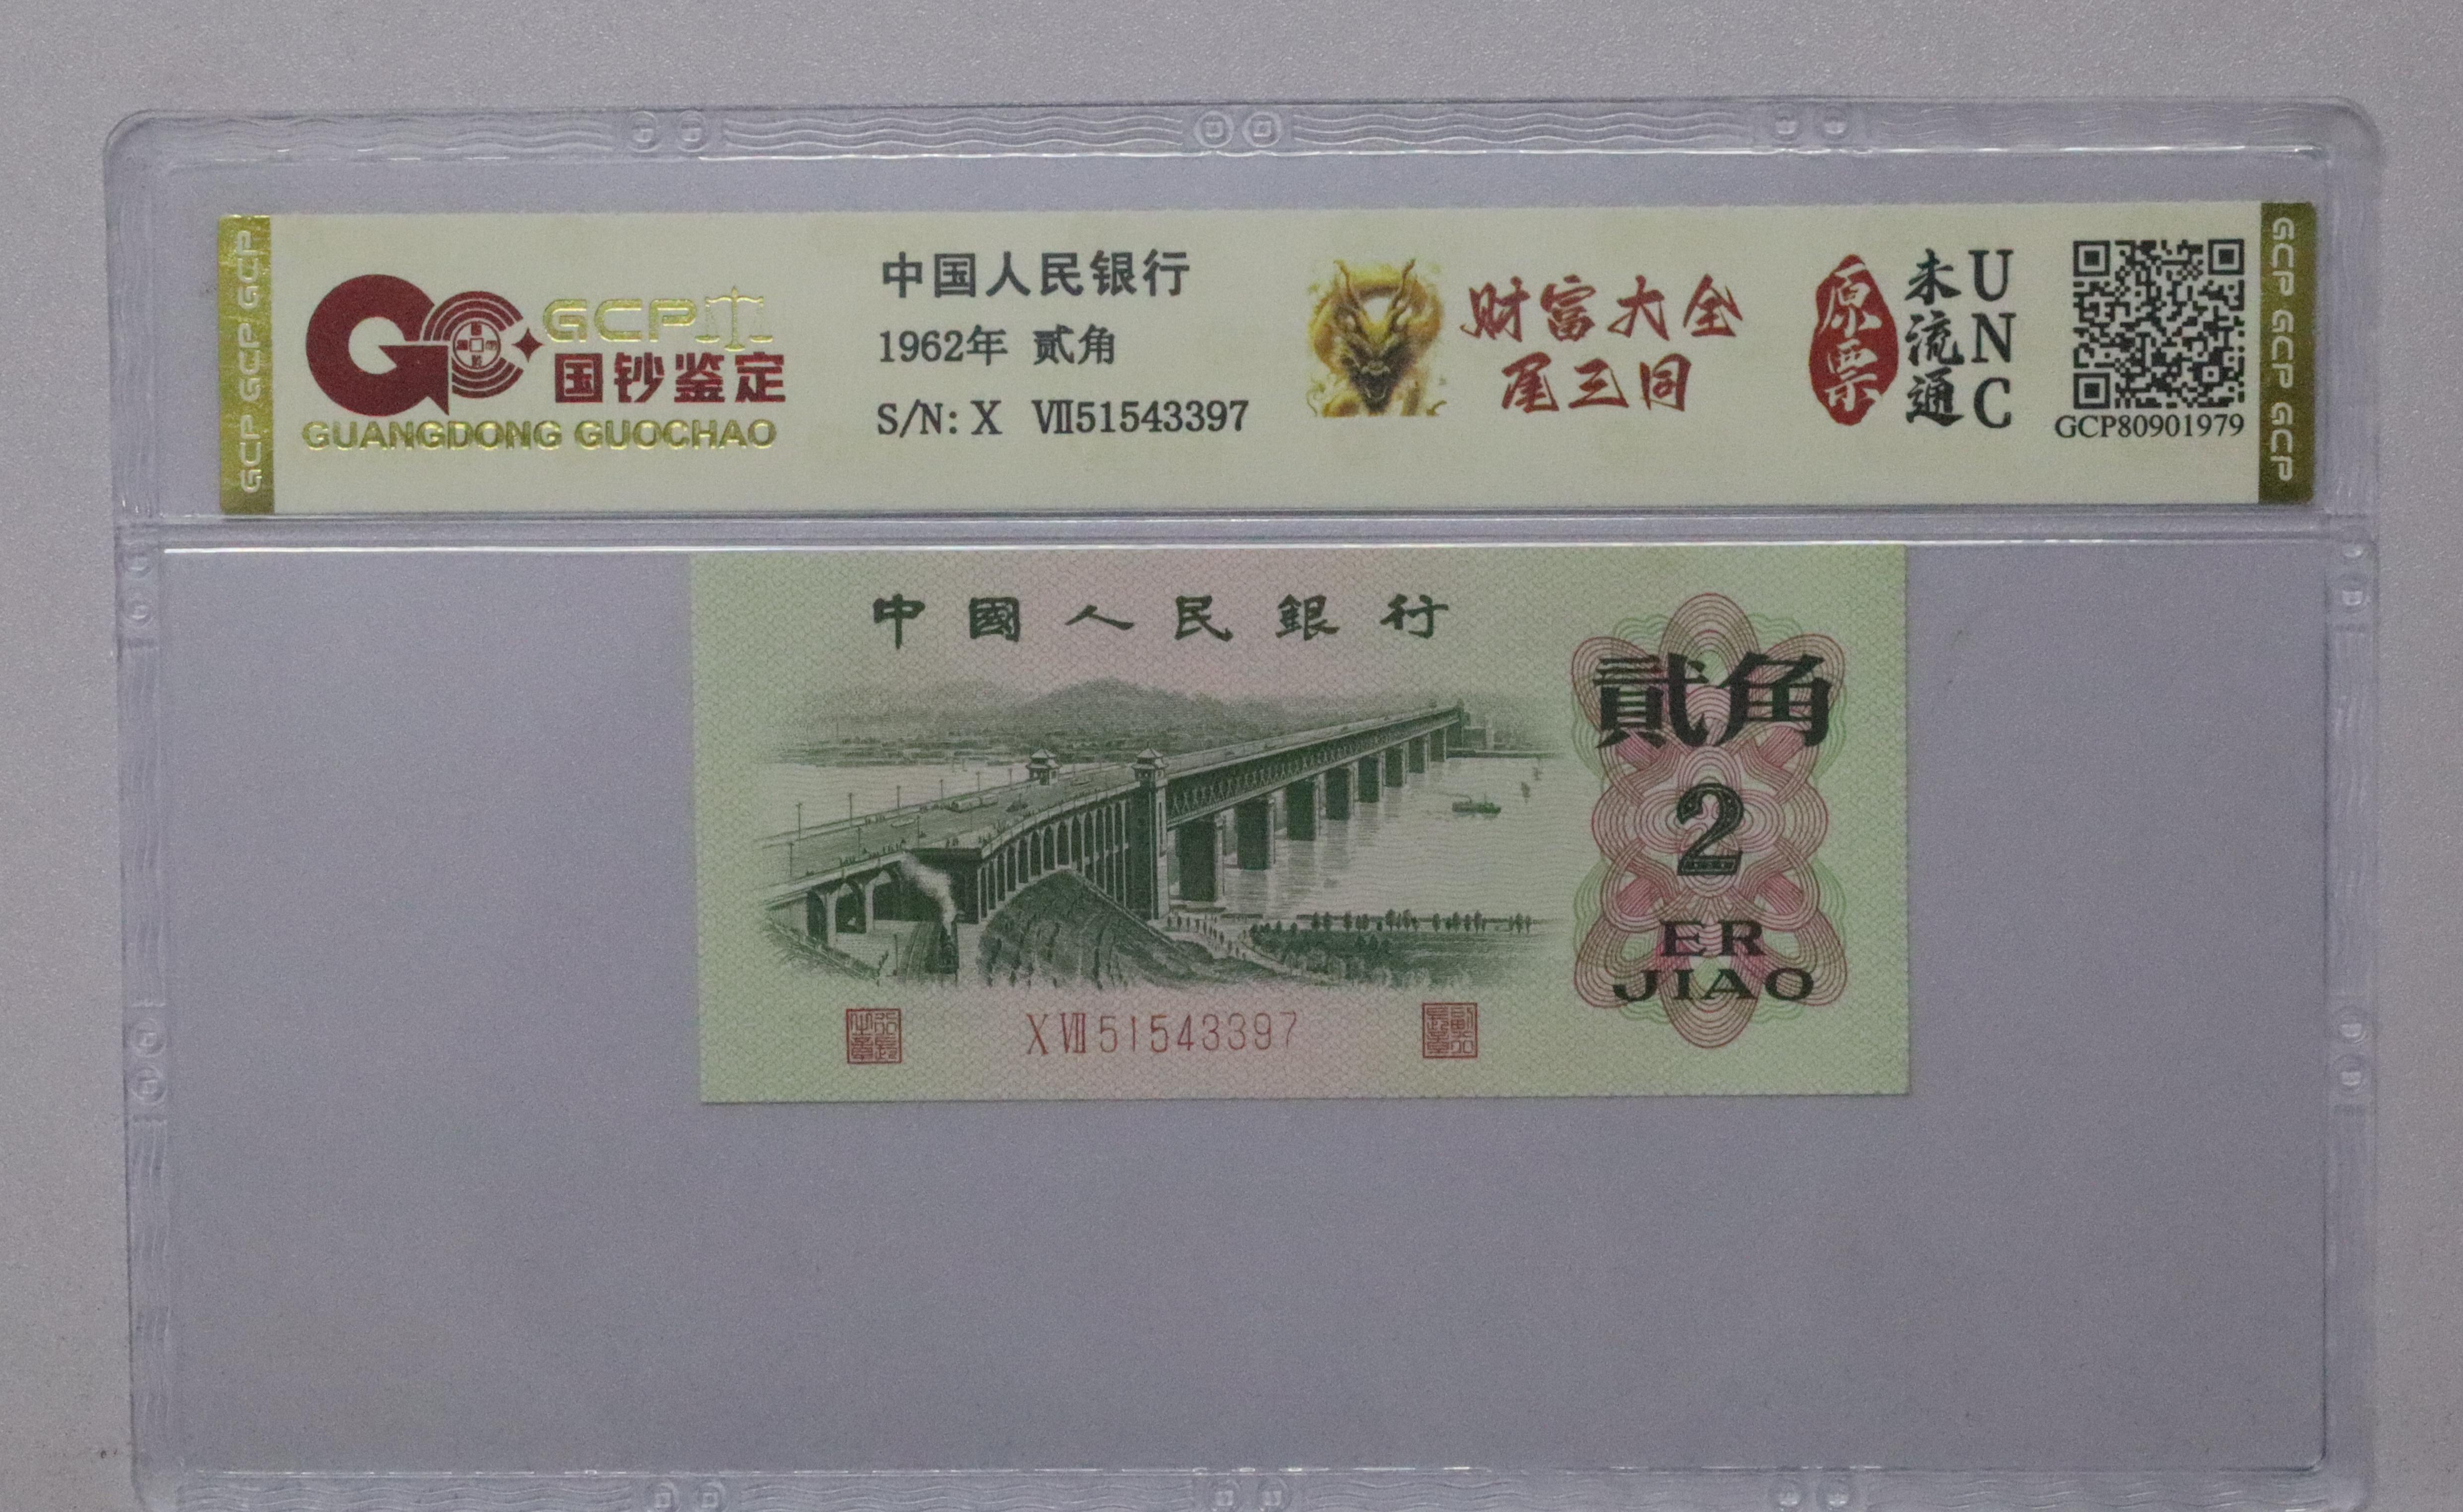 GCP GCP GCP
GCP
国钞鉴定
GUANGDONG GUOCHAO
中国人民银行
1962年 贰角
S/N: X Ⅶ51543397
财富大全
尾三同
原票
未流通
UNC
GCP80901979
GCP GCP GCP
中國人民銀行
貳角
2
ER
JIAO
X Ⅶ 51543397